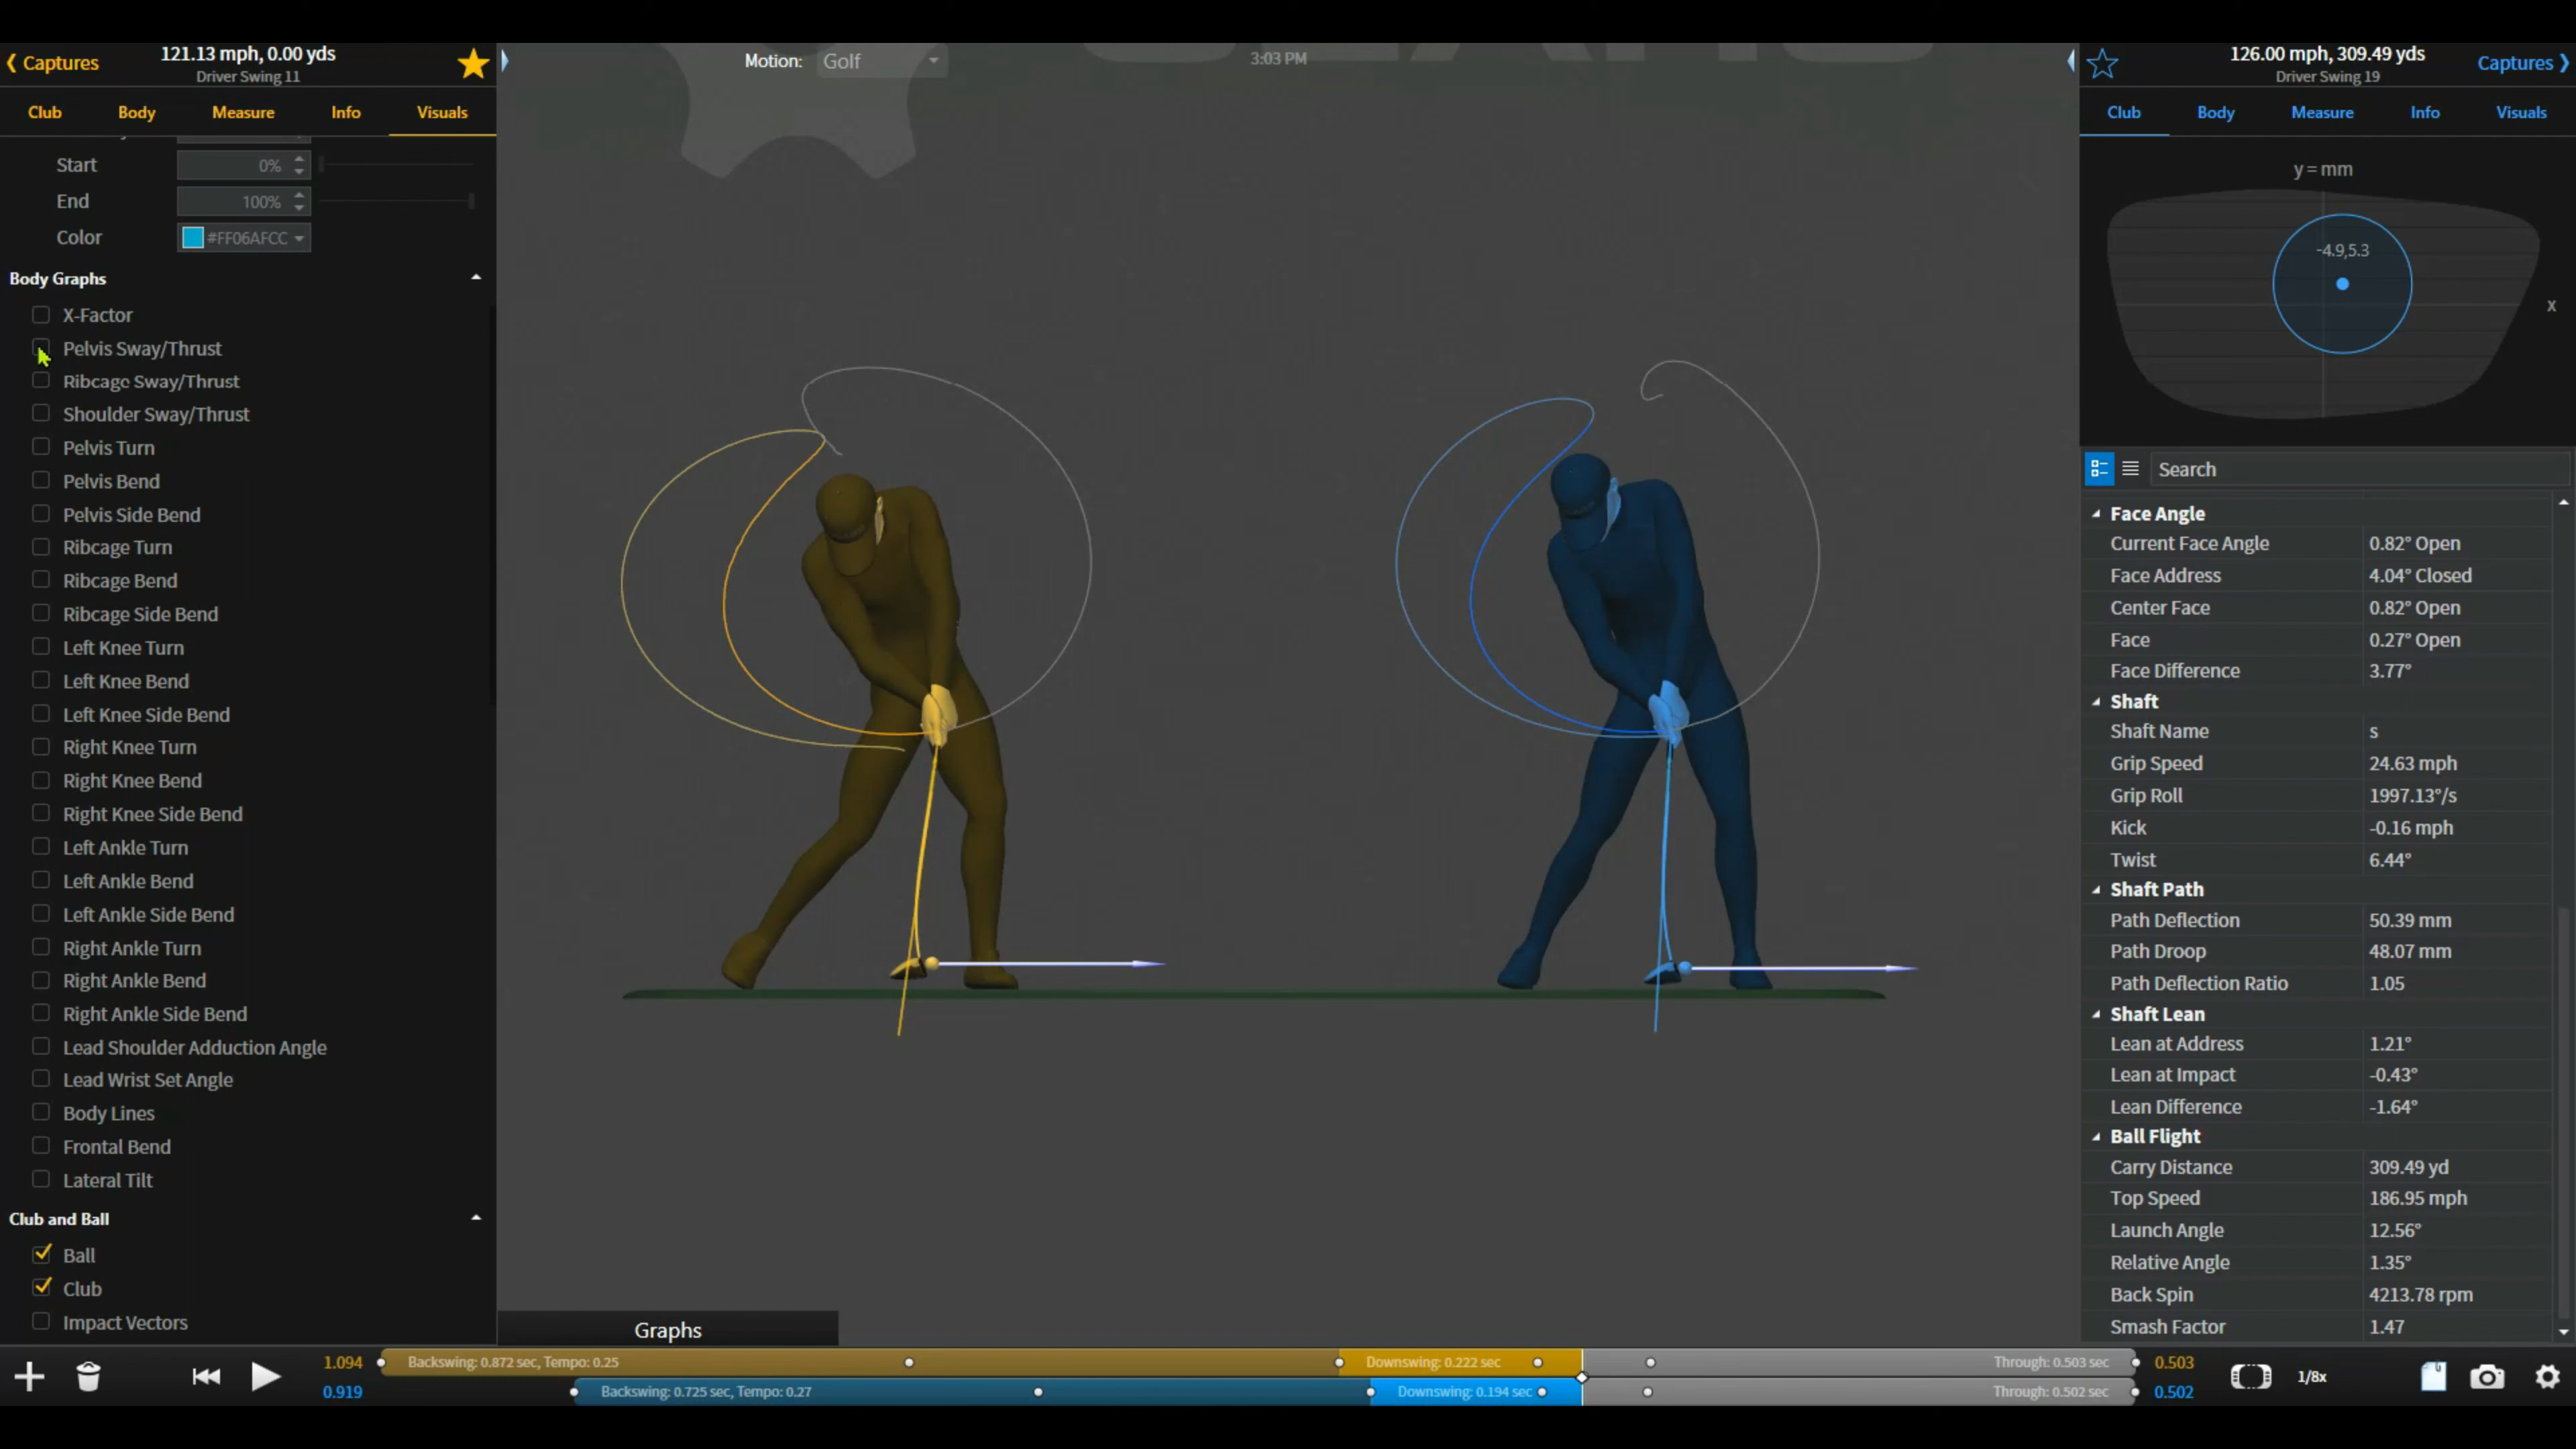 Captures
121.13 mph, 0.00 yds
Driver Swing 11
Club Body Measure Info Visuals
Start 0%
End 100%
Color #FF06AFCC
Body Graphs
X-Factor
Pelvis Sway/Thrust
Ribcage Sway/Thrust
Shoulder Sway/Thrust
Pelvis Turn
Pelvis Bend
Pelvis Side Bend
Ribcage Turn
Ribcage Bend
Ribcage Side Bend
Left Knee Turn
Left Knee Bend
Left Knee Side Bend
Right Knee Turn
Right Knee Bend
Right Knee Side Bend
Left Ankle Turn
Left Ankle Bend
Left Ankle Side Bend
Right Ankle Turn
Right Ankle Bend
Right Ankle Side Bend
Lead Shoulder Adduction Angle
Lead Wrist Set Angle
Body Lines
Frontal Bend
Lateral Tilt
Club and Ball
Ball
Club
Impact Vectors
Motion: Golf
3:03 PM
Graphs
126.00 mph, 309.49 yds
Driver Swing 19
Captures
Club Body Measure Info Visuals
y = mm
-4.9,5.3
x
Search
Face Angle
Current Face Angle 0.82° Open
Face Address 4.04° Closed
Center Face 0.82° Open
Face 0.27° Open
Face Difference 3.77°
Shaft
Shaft Name s
Grip Speed 24.63 mph
Grip Roll 1997.13°/s
Kick -0.16 mph
Twist 6.44°
Shaft Path
Path Deflection 50.39 mm
Path Droop 48.07 mm
Path Deflection Ratio 1.05
Shaft Lean
Lean at Address 1.21°
Lean at Impact -0.43°
Lean Difference -1.64°
Ball Flight
Carry Distance 309.49 yd
Top Speed 186.95 mph
Launch Angle 12.56°
Relative Angle 1.35°
Back Spin 4213.78 rpm
Smash Factor 1.47
1.094 Backswing: 0.872 sec, Tempo: 0.25 Downswing: 0.222 sec Through: 0.503 sec 0.503
0.919 Backswing: 0.725 sec, Tempo: 0.27 Downswing: 0.194 sec Through: 0.502 sec 0.502
1/8x